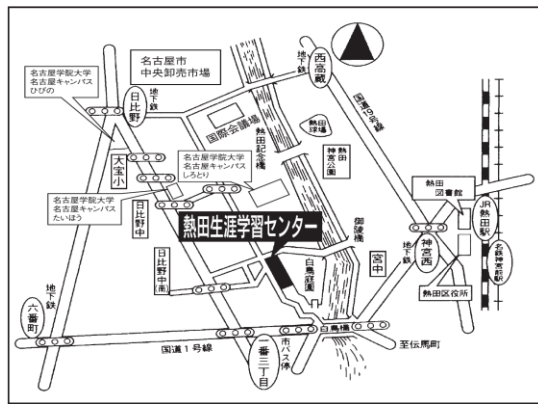 名古屋学院大学
名古屋キャンパス
ひびの
名古屋市
中央卸売市場
地下鉄
日比野
西高蔵
地下鉄
国道19号線
国際会議場
熱田記念橋
熱田
球場
熱田
神宮公園
大宝小
名古屋学院大学
名古屋キャンパス
しろとり
名古屋学院大学
名古屋キャンパス
たいほう
日比野中
熱田
図書館
JR熱田駅
名鉄神宮前駅
熱田生涯学習センター
御陵橋
日比野中(南)
白鳥庭園
宮中
地下鉄
神宮西
熱田区役所
地下鉄
六番町
国道1号線
一番三丁目
市バス停
白鳥橋
至伝馬町